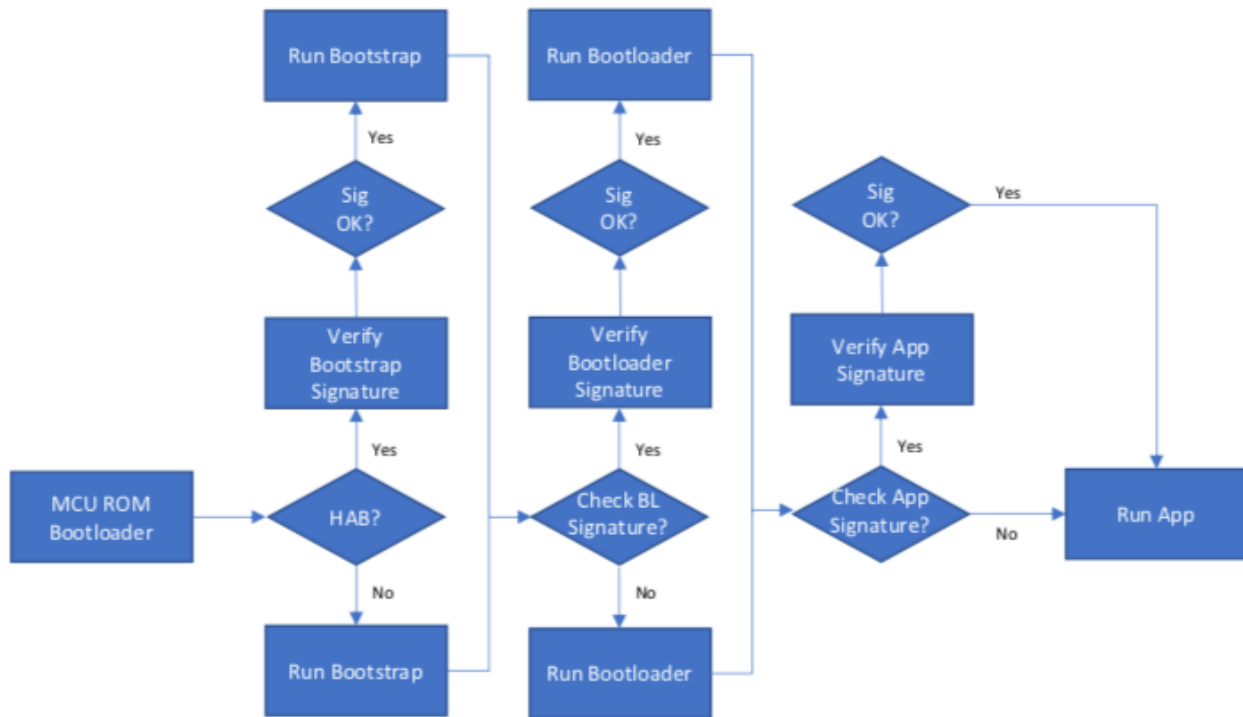 Run Bootstrap
Run Bootloader
Yes
Yes
Sig
OK?
Sig
OK?
Sig
OK?
Yes
Verify
Bootstrap
Signature
Verify
Bootloader
Signature
Verify App
Signature
Yes
Yes
Yes
MCU ROM
Bootloader
HAB?
Check BL
Signature?
Check App
Signature?
No
Run App
No
No
Run Bootstrap
Run Bootloader